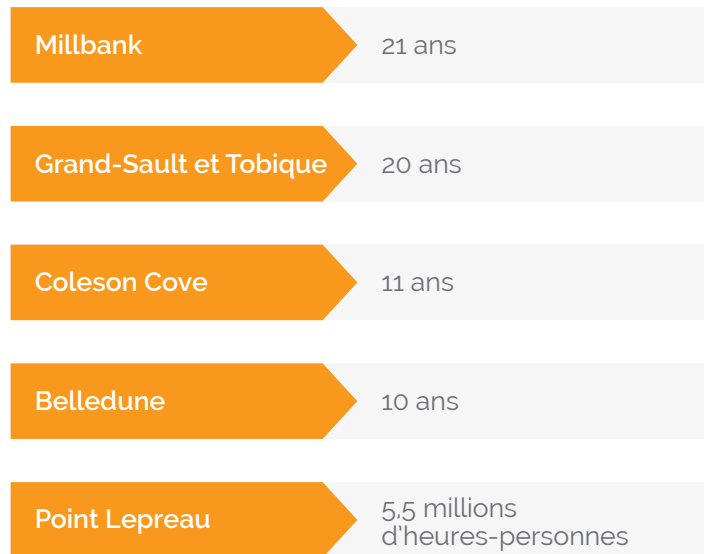 Millbank 21 ans
Grand-Sault et Tobique 20 ans
Coleson Cove 11 ans
Belledune 10 ans
Point Lepreau 5,5 millions
d'heures-personnes